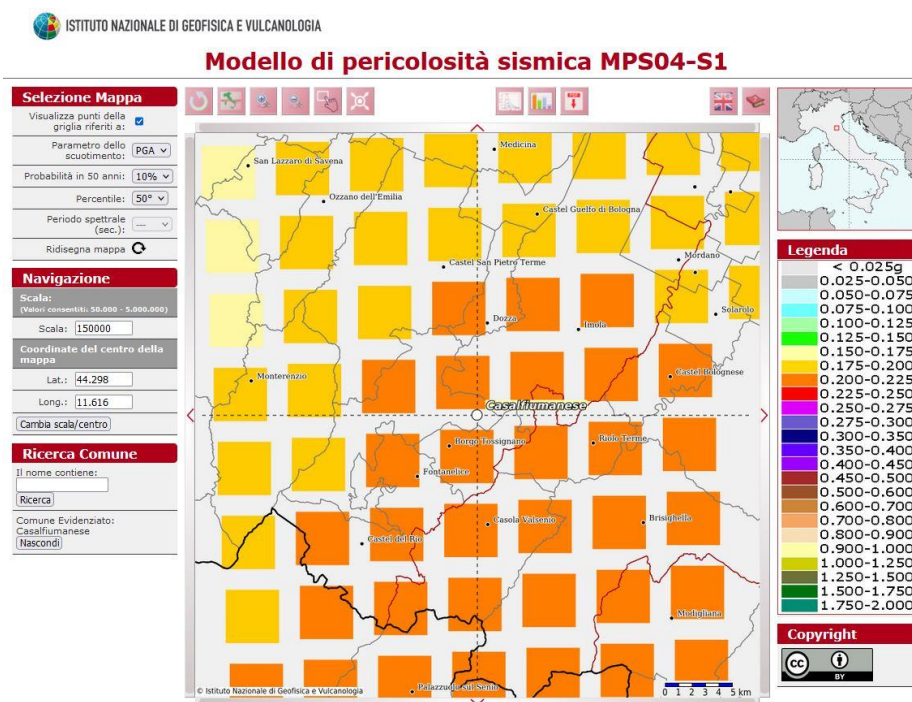 ISTITUTO NAZIONALE DI GEOFISICA E VULCANOLOGIA
Modello di pericolosità sismica MPS04-S1
Selezione Mappa
Visualizza punti della
griglia riferiti a:
Parametro dello
scuotimento: PGA
Probabilità in 50 anni: 10%
Percentile: 50°
Periodo spettrale
(sec.): ---
Ridisegna mappa
Navigazione
Scala:
(Valori consentiti: 50.000 - 5.000.000)
Scala: 150000
Coordinate del centro della
mappa
Lat.: 44.298
Long.: 11.616
Cambia scala/centro
Ricerca Comune
Il nome contiene:
Ricerca
Comune Evidenziato:
Casalfiumanese
Nascondi
Medicina
San Lazzaro di Savena
Ozzano dell'Emilia
Castel Guelfo di Bologna
Mordano
Castel San Pietro Terme
Solarolo
Dozza
Imola
Monterenzio
Castel Bolognese
Casalfiumanese
Borgo Tossignano
Riolo Terme
Fontanelice
Casola Valsenio
Brisighella
Castel del Rio
Modigliana
Palazzuolo sul Senio
© Istituto Nazionale di Geofisica e Vulcanologia
0 1 2 3 4 5 km
Legenda
< 0.025g
0.025-0.050
0.050-0.075
0.075-0.100
0.100-0.125
0.125-0.150
0.150-0.175
0.175-0.200
0.200-0.225
0.225-0.250
0.250-0.275
0.275-0.300
0.300-0.350
0.350-0.400
0.400-0.450
0.450-0.500
0.500-0.600
0.600-0.700
0.700-0.800
0.800-0.900
0.900-1.000
1.000-1.250
1.250-1.500
1.500-1.750
1.750-2.000
Copyright
cc
BY